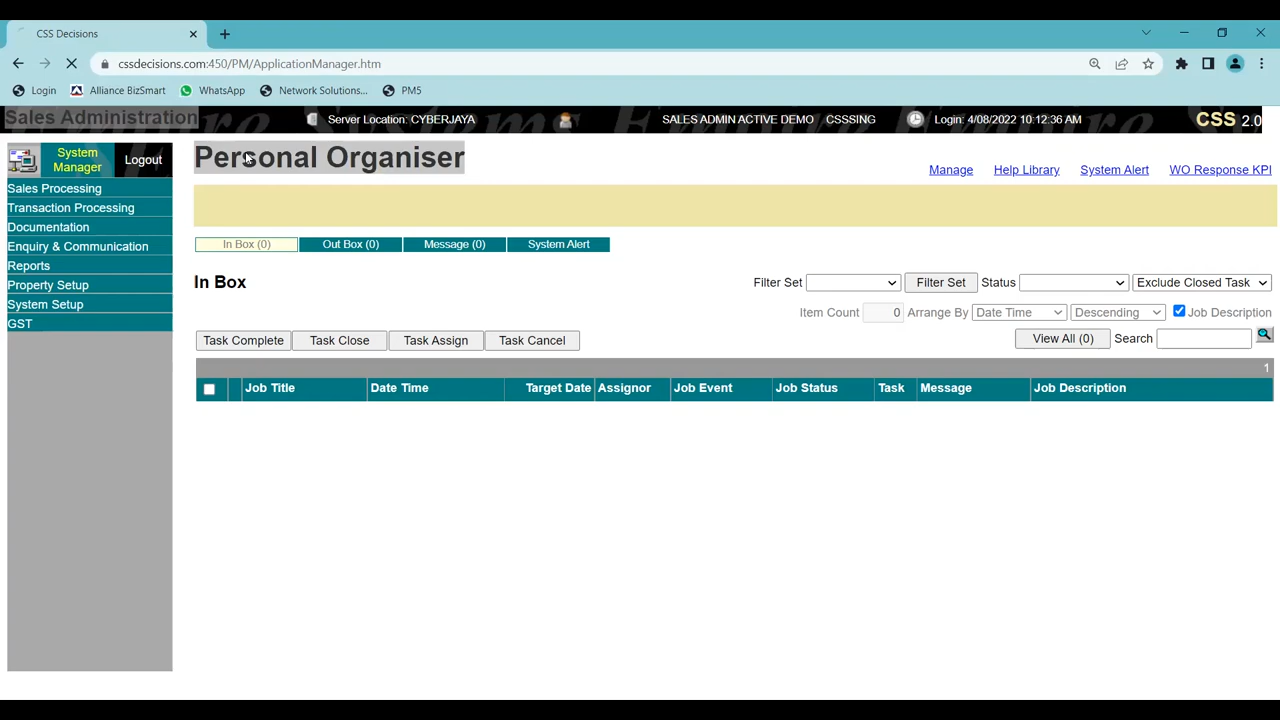 CSS Decisions
cssdecisions.com:450/PM/ApplicationManager.htm
Login
Alliance BizSmart
WhatsApp
Network Solutions...
PM5
Sales Administration
Server Location: CYBERJAYA
SALES ADMIN ACTIVE DEMO
CSSSING
Login: 4/08/2022 10:12:36 AM
CSS 2.0
System Manager
Logout
Personal Organiser
Manage
Help Library
System Alert
WO Response KPI
Sales Processing
Transaction Processing
Documentation
Enquiry & Communication
Reports
Property Setup
System Setup
GST
In Box (0)
Out Box (0)
Message (0)
System Alert
In Box
Filter Set
Filter Set
Status
Exclude Closed Task
Item Count 0
Arrange By
Date Time
Descending
Job Description
Task Complete
Task Close
Task Assign
Task Cancel
View All (0)
Search
1
Job Title
Date Time
Target Date
Assignor
Job Event
Job Status
Task
Message
Job Description